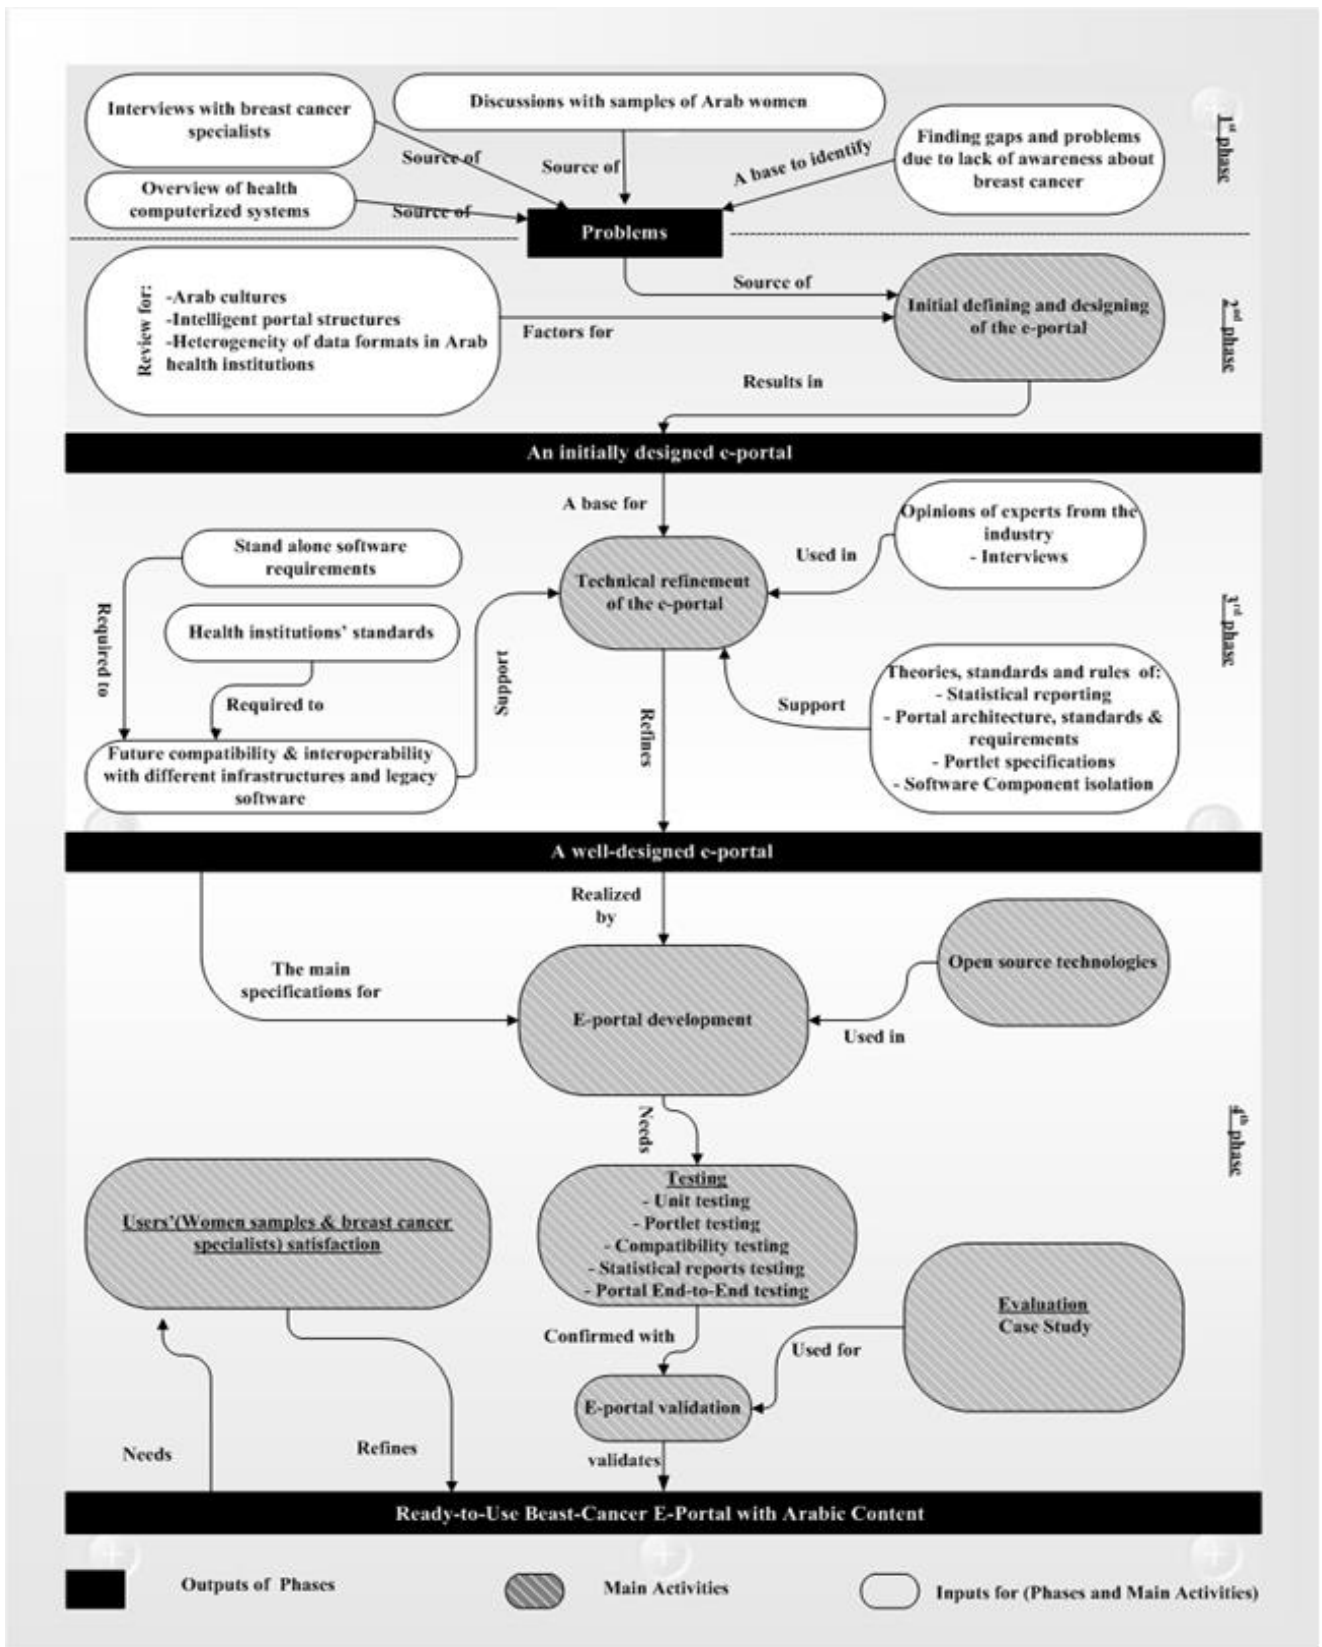 Interviews with breast cancer
specialists
Discussions with samples of Arab women
Finding gaps and problems
due to lack of awareness about
breast cancer
1st phase
Source of
Source of
A base to identify
Overview of health
computerized systems
Source of
Problems
Review for:
-Arab cultures
-Intelligent portal structures
-Heterogeneity of data formats in Arab
health institutions
Source of
Factors for
Initial defining and designing
of the e-portal
2nd phase
Results in
An initially designed e-portal
A base for
Opinions of experts from the
industry
- Interviews
Used in
Stand alone software
requirements
Technical refinement
of the e-portal
3rd phase
Required to
Health institutions' standards
Required to
Support
Refines
Support
Theories, standards and rules of:
- Statistical reporting
- Portal architecture, standards &
requirements
- Portlet specifications
- Software Component isolation
Future compatibility & interoperability
with different infrastructures and legacy
software
A well-designed e-portal
Realized
by
The main
specifications for
E-portal development
Open source technologies
Used in
Needs
4th phase
Users'(Women samples & breast cancer
specialists) satisfaction
Testing
- Unit testing
- Portlet testing
- Compatibility testing
- Statistical reports testing
- Portal End-to-End testing
Evaluation
Case Study
Confirmed with
Used for
E-portal validation
Needs
Refines
validates
Ready-to-Use Beast-Cancer E-Portal with Arabic Content
Outputs of Phases
Main Activities
Inputs for (Phases and Main Activities)